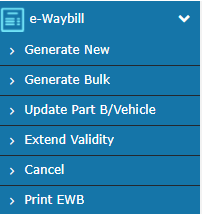 e-Waybill
Generate New
Generate Bulk
Update Part B/Vehicle
Extend Validity
Cancel
Print EWB